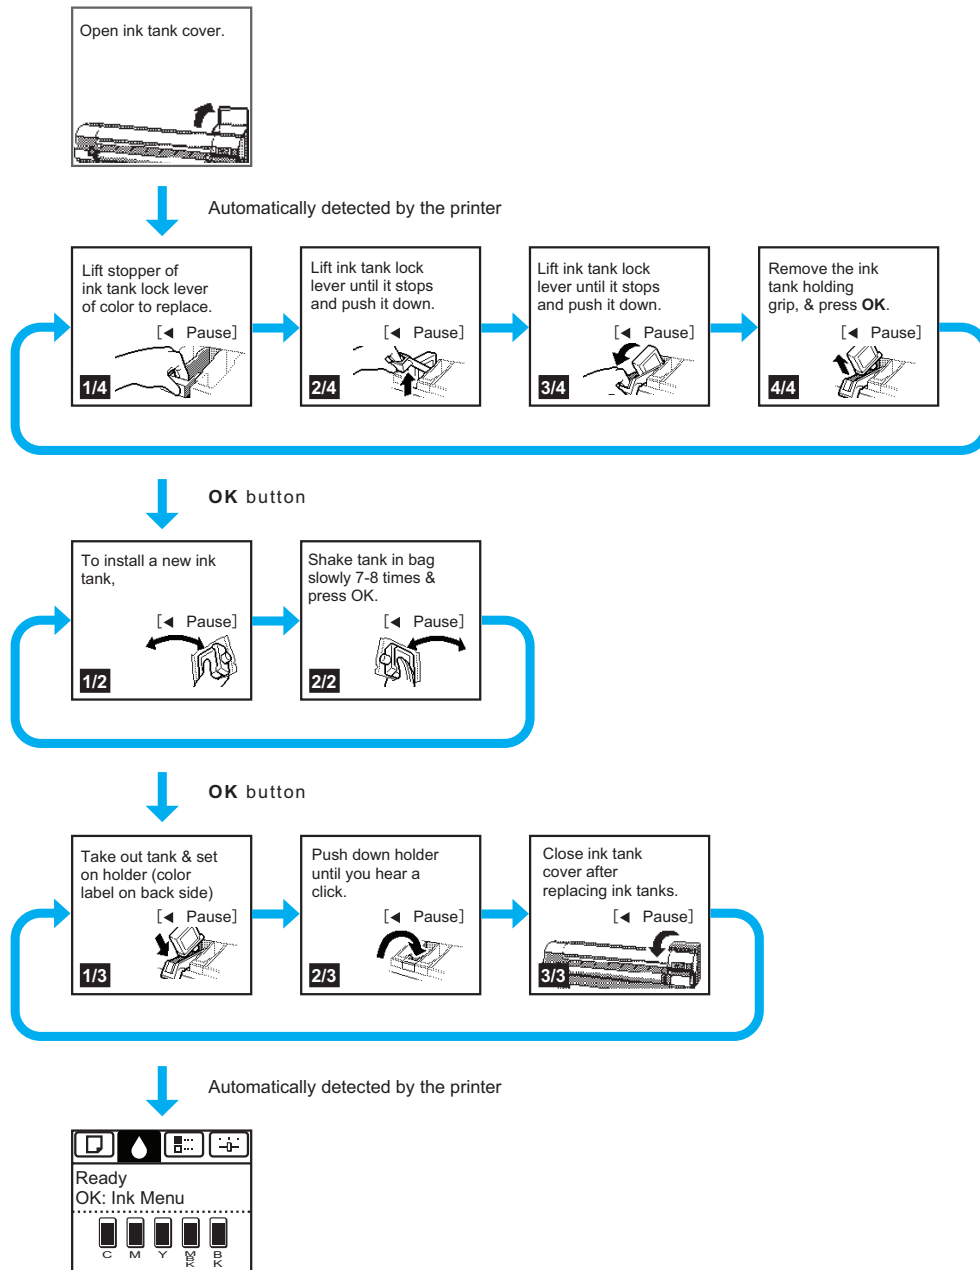 Open ink tank cover.
Automatically detected by the printer
Lift stopper of
ink tank lock lever
of color to replace.
[◀ Pause]
1/4
Lift ink tank lock
lever until it stops
and push it down.
[◀ Pause]
2/4
Lift ink tank lock
lever until it stops
and push it down.
[◀ Pause]
3/4
Remove the ink
tank holding
grip, & press OK.
[◀ Pause]
4/4
OK button
To install a new ink
tank,
[◀ Pause]
1/2
Shake tank in bag
slowly 7-8 times &
press OK.
[◀ Pause]
2/2
OK button
Take out tank & set
on holder (color
label on back side)
[◀ Pause]
1/3
Push down holder
until you hear a
click.
[◀ Pause]
2/3
Close ink tank
cover after
replacing ink tanks.
[◀ Pause]
3/3
Automatically detected by the printer
Ready
OK: Ink Menu
C M Y MBK BK